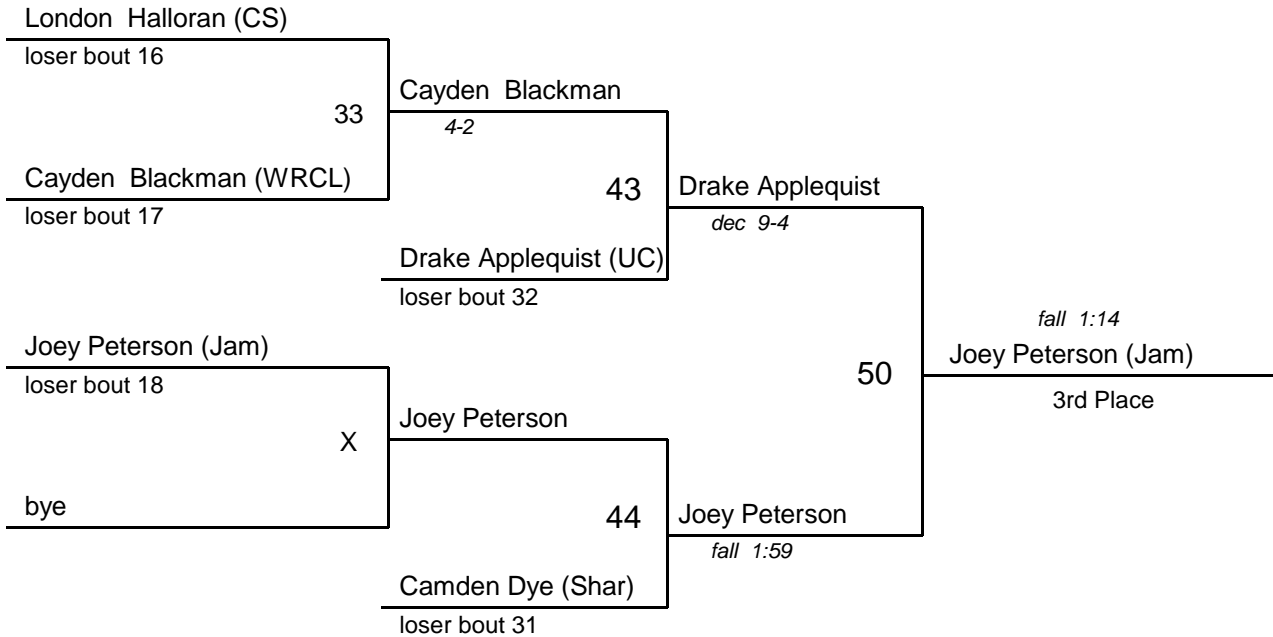 London  Halloran (CS)
loser bout 16
33
Cayden  Blackman
4-2
Cayden  Blackman (WRCL)
loser bout 17
43
Drake Applequist
dec  9-4
Drake Applequist (UC)
loser bout 32
Joey Peterson (Jam)
loser bout 18
X
Joey Peterson
bye
44
Joey Peterson
fall  1:59
Camden Dye (Shar)
loser bout 31
50
fall  1:14
Joey Peterson (Jam)
3rd Place